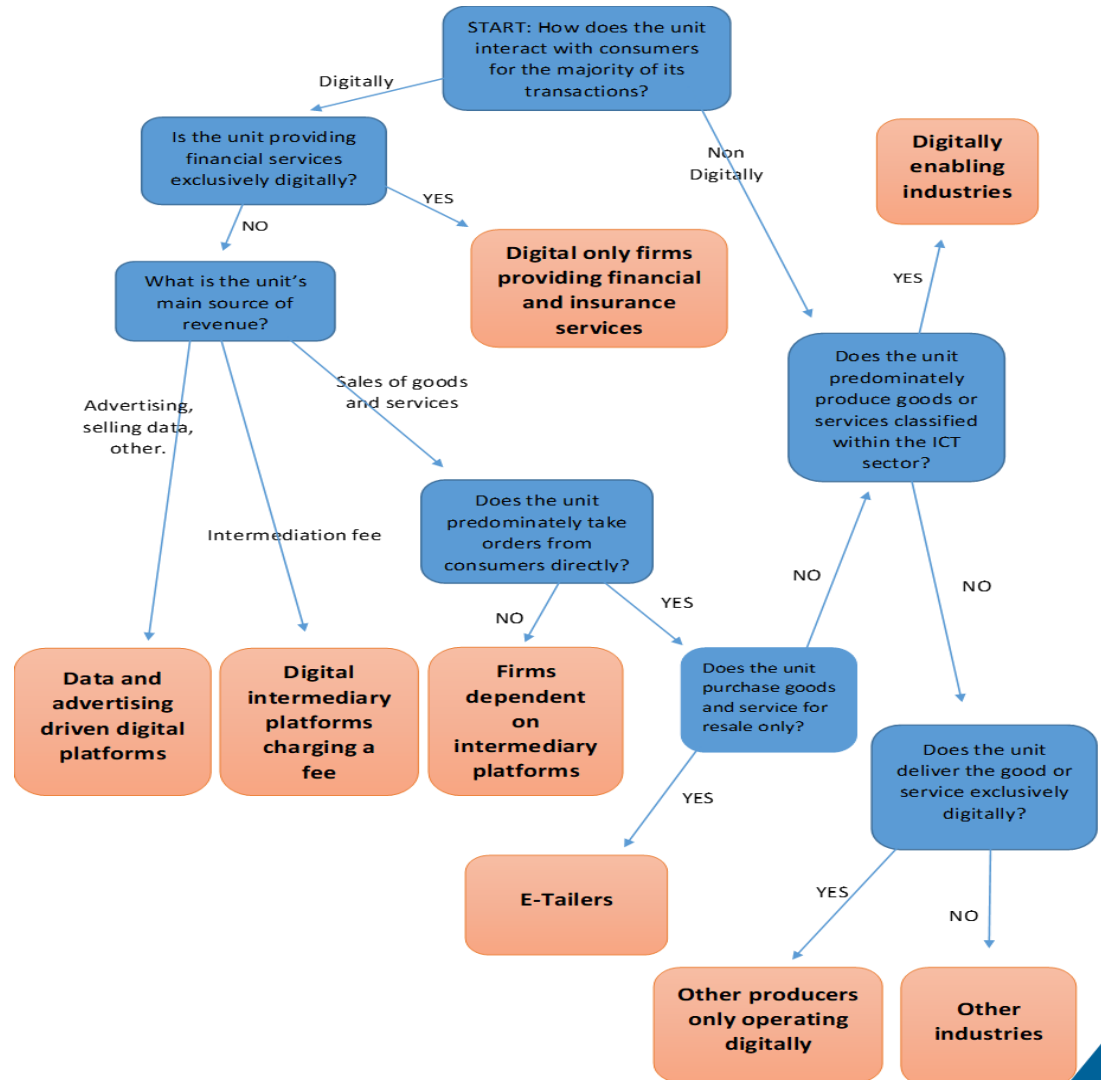 START: How does the unit
interact with consumers
for the majority of its
transactions?
Digitally
Is the unit providing
financial services
exclusively digitally?
Non
Digitally
Digitally
enabling
industries
YES
NO
Digital only firms
providing financial
and insurance
services
YES
What is the unit's
main source of
revenue?
Does the unit
predominately
produce goods or
services classified
within the ICT
sector?
Sales of goods
and services
Advertising,
selling data,
other.
Does the unit
predominately take
orders from
consumers directly?
Intermediation fee
NO
NO
YES
NO
Data and
advertising
driven digital
platforms
Digital
intermediary
platforms
charging a
fee
Firms
dependent
on
intermediary
platforms
Does the unit
purchase goods
and service for
resale only?
Does the unit
deliver the good or
service exclusively
digitally?
YES
E-Tailers
YES
NO
Other producers
only operating
digitally
Other
industries